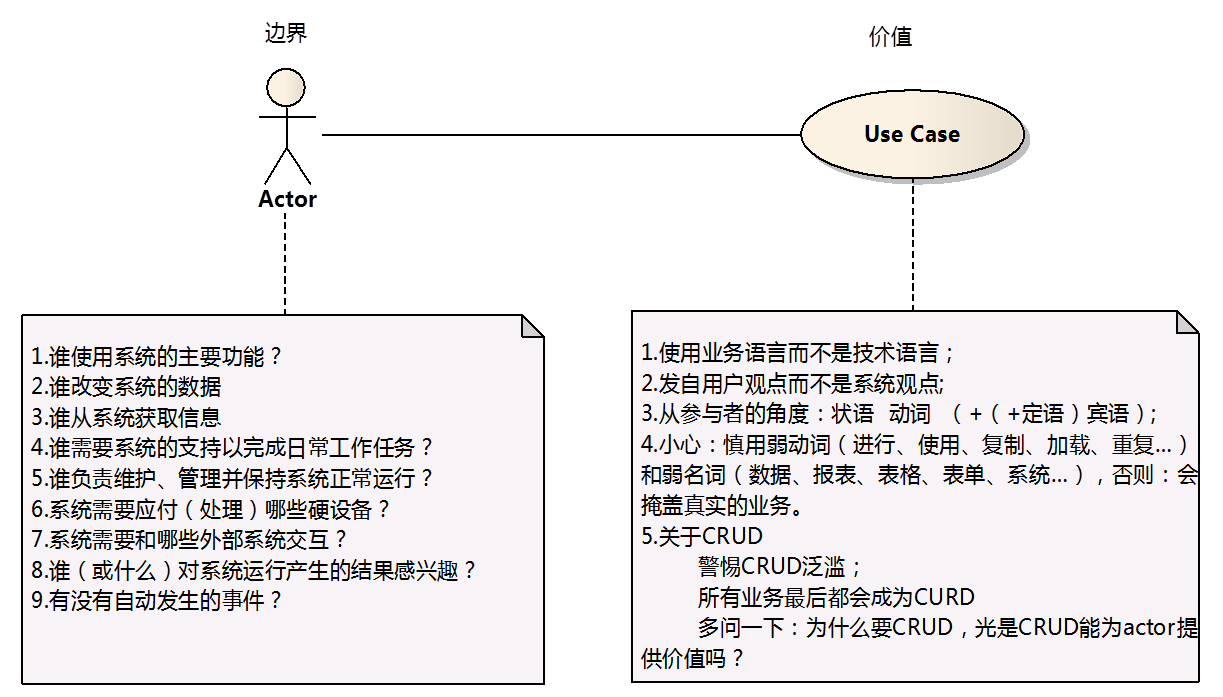 边界
价值
Use Case
Actor
1.谁使用系统的主要功能？
2.谁改变系统的数据
3.谁从系统获取信息
4.谁需要系统的支持以完成日常工作任务？
5.谁负责维护、管理并保持系统正常运行？
6.系统需要应付（处理）哪些硬设备？
7.系统需要和哪些外部系统交互？
8.谁（或什么）对系统运行产生的结果感兴趣？
9.有没有自动发生的事件？
1.使用业务语言而不是技术语言；
2.发自用户观点而不是系统观点;
3.从参与者的角度：状语 动词 （+（+定语）宾语）；
4.小心：慎用弱动词（进行、使用、复制、加载、重复...）
和弱名词（数据、报表、表格、表单、系统...），否则：会
掩盖真实的业务。
5.关于CRUD
警惕CRUD泛滥；
所有业务最后都会成为CURD
多问一下：为什么要CRUD，光是CRUD能为actor提
供价值吗？